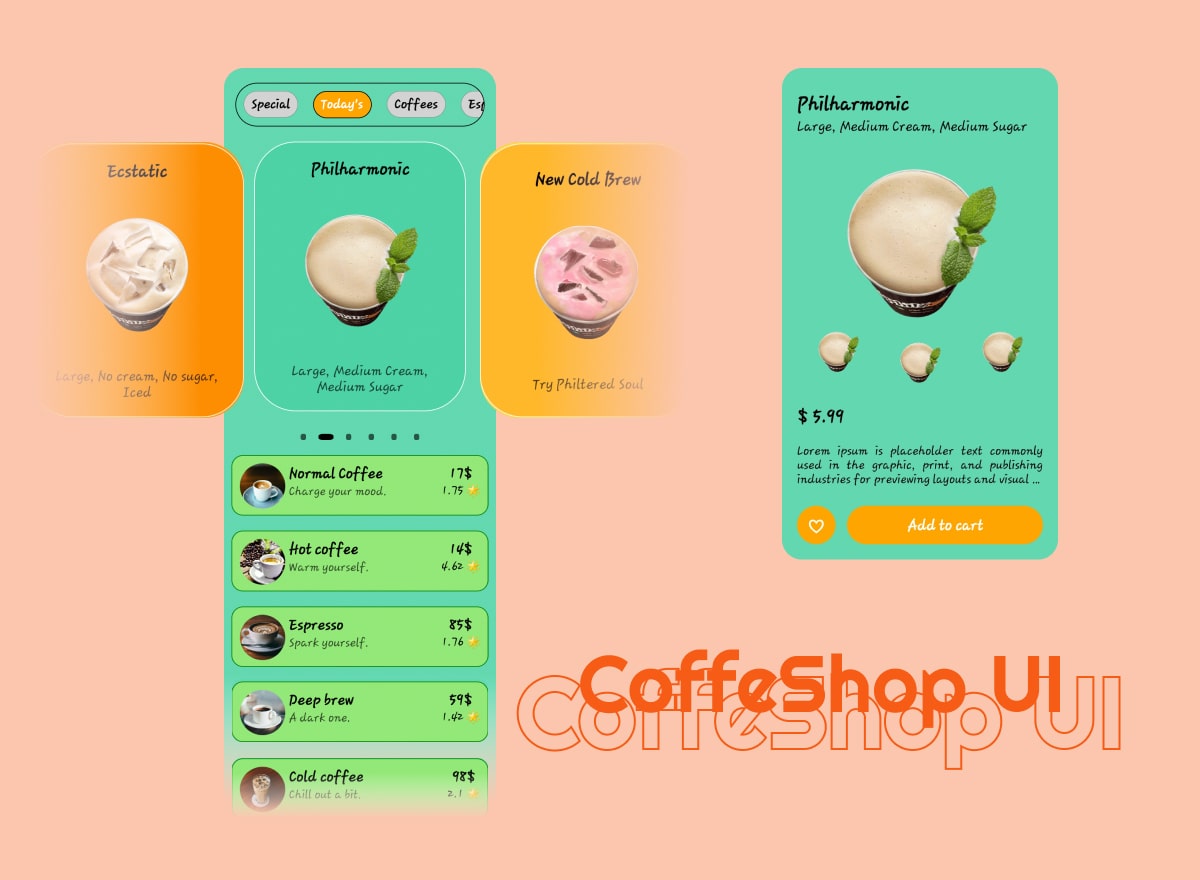 Special
Today's
Coffees
Esp
Ecstatic
Large, No cream, No sugar,
Iced
Philharmonic
Large, Medium Cream,
Medium Sugar
New Cold Brew
Try Philtered Soul
Normal Coffee 17$
Charge your mood. 1.75 ⭐
Hot coffee 14$
Warm yourself. 4.62 ⭐
Espresso 85$
Spark yourself. 1.76 ⭐
Deep brew 59$
A dark one. 1.42 ⭐
Cold coffee 98$
Chill out a bit. 2.1 ⭐
Philharmonic
Large, Medium Cream, Medium Sugar
$ 5.99
Lorem ipsum is placeholder text commonly
used in the graphic, print, and publishing
industries for previewing layouts and visual ...
Add to cart
CoffeShop UI
CoffeShop UI